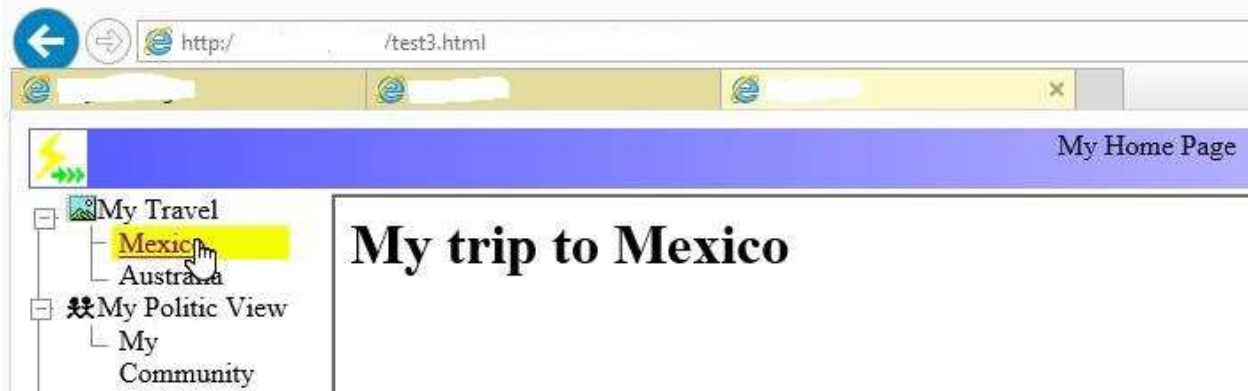 http:/ /test3.html
My Home Page
My Travel
Mexico
Australia
My Politic View
My
Community
My trip to Mexico